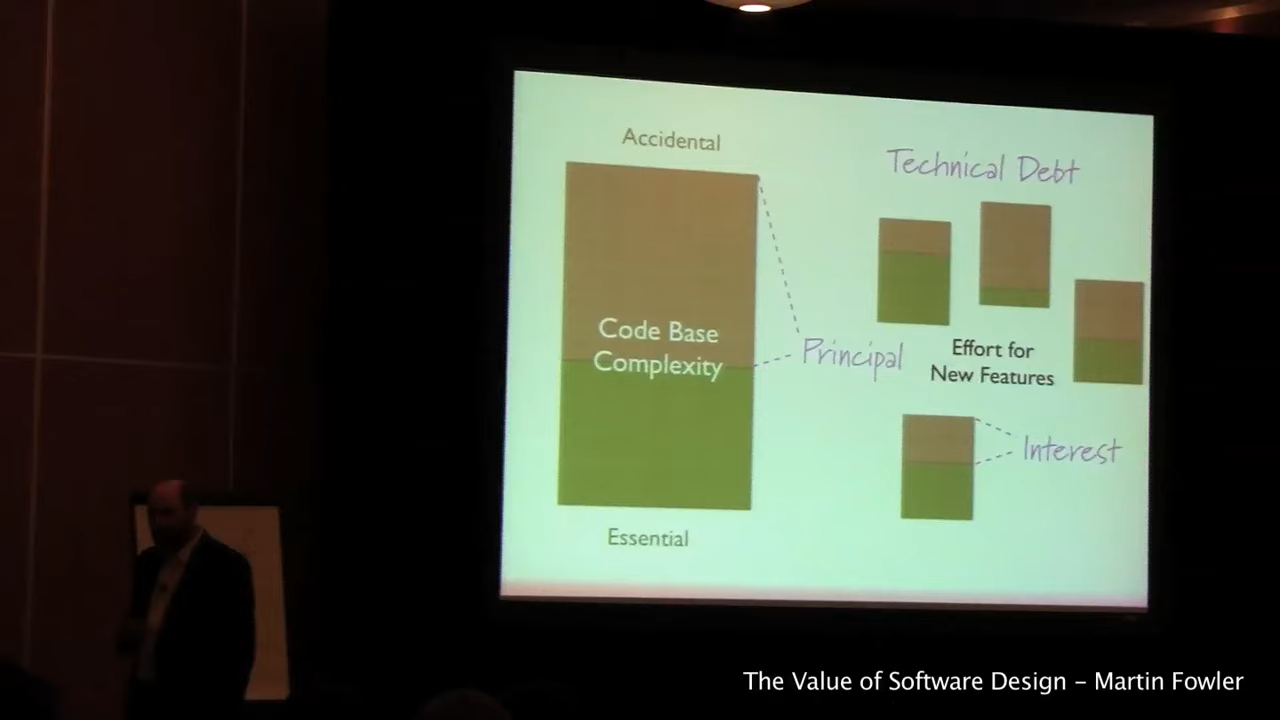 Accidental
Code Base
Complexity
Essential
Principal
Technical Debt
Effort for
New Features
Interest
The Value of Software Design - Martin Fowler